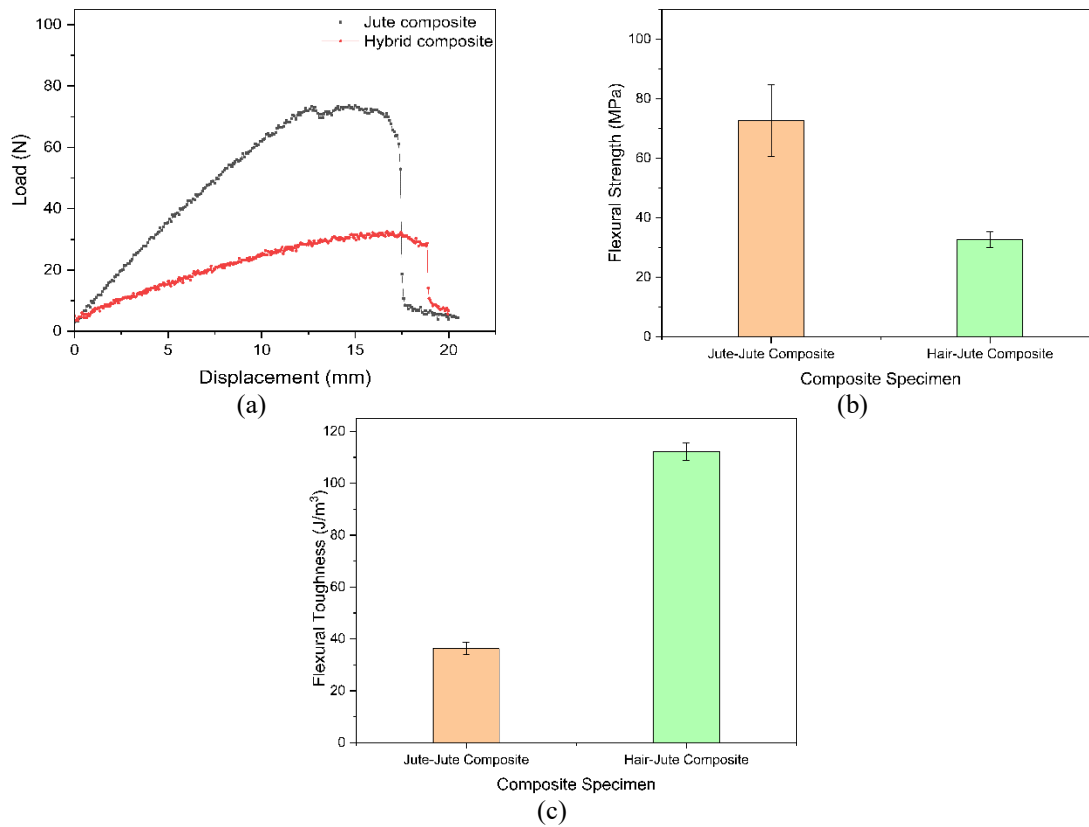 100
80
60
40
20
0
Load (N)
Jute composite
Hybrid composite
0 5 10 15 20
Displacement (mm)
(a)
100
80
60
40
20
0
Flexural Strength (MPa)
Jute-Jute Composite Hair-Jute Composite
Composite Specimen
(b)
120
100
80
60
40
20
0
Flexural Toughness (J/m³)
Jute-Jute Composite Hair-Jute Composite
Composite Specimen
(c)